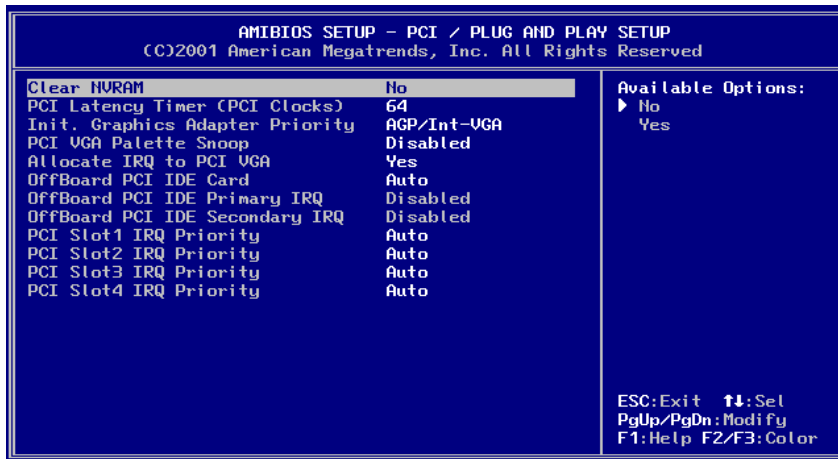 AMIBIOS SETUP - PCI / PLUG AND PLAY SETUP
(C)2001 American Megatrends, Inc. All Rights Reserved
Clear NVRAM No
PCI Latency Timer (PCI Clocks) 64
Init. Graphics Adapter Priority AGP/Int-VGA
PCI VGA Palette Snoop Disabled
Allocate IRQ to PCI VGA Yes
OffBoard PCI IDE Card Auto
OffBoard PCI IDE Primary IRQ Disabled
OffBoard PCI IDE Secondary IRQ Disabled
PCI Slot1 IRQ Priority Auto
PCI Slot2 IRQ Priority Auto
PCI Slot3 IRQ Priority Auto
PCI Slot4 IRQ Priority Auto
Available Options:
▶ No
Yes
ESC:Exit ↑↓:Sel
PgUp/PgDn:Modify
F1:Help F2/F3:Color